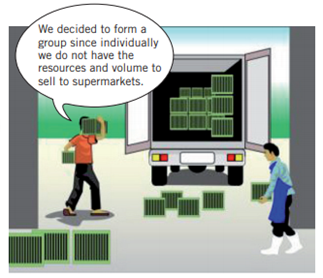 We decided to form a
group since individually
we do not have the
resources and volume to
sell to supermarkets.